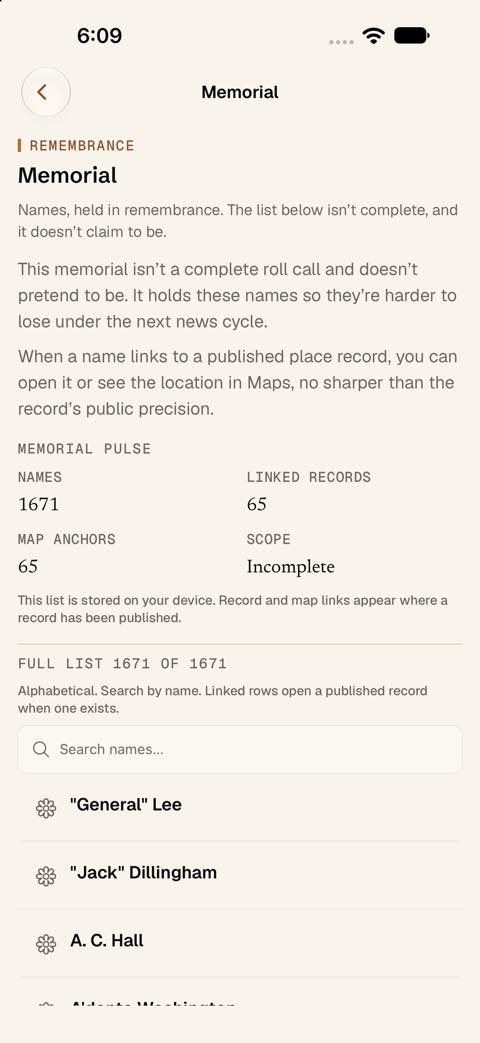 6:09
Memorial
REMEMBRANCE
Memorial
Names, held in remembrance. The list below isn’t complete, and
it doesn’t claim to be.
This memorial isn’t a complete roll call and doesn’t
pretend to be. It holds these names so they’re harder to
lose under the next news cycle.
When a name links to a published place record, you can
open it or see the location in Maps, no sharper than the
record’s public precision.
MEMORIAL PULSE
NAMES
LINKED RECORDS
1671
65
MAP ANCHORS
SCOPE
65
Incomplete
This list is stored on your device. Record and map links appear where a
record has been published.
FULL LIST 1671 OF 1671
Alphabetical. Search by name. Linked rows open a published record
when one exists.
Search names...
"General" Lee
"Jack" Dillingham
A. C. Hall